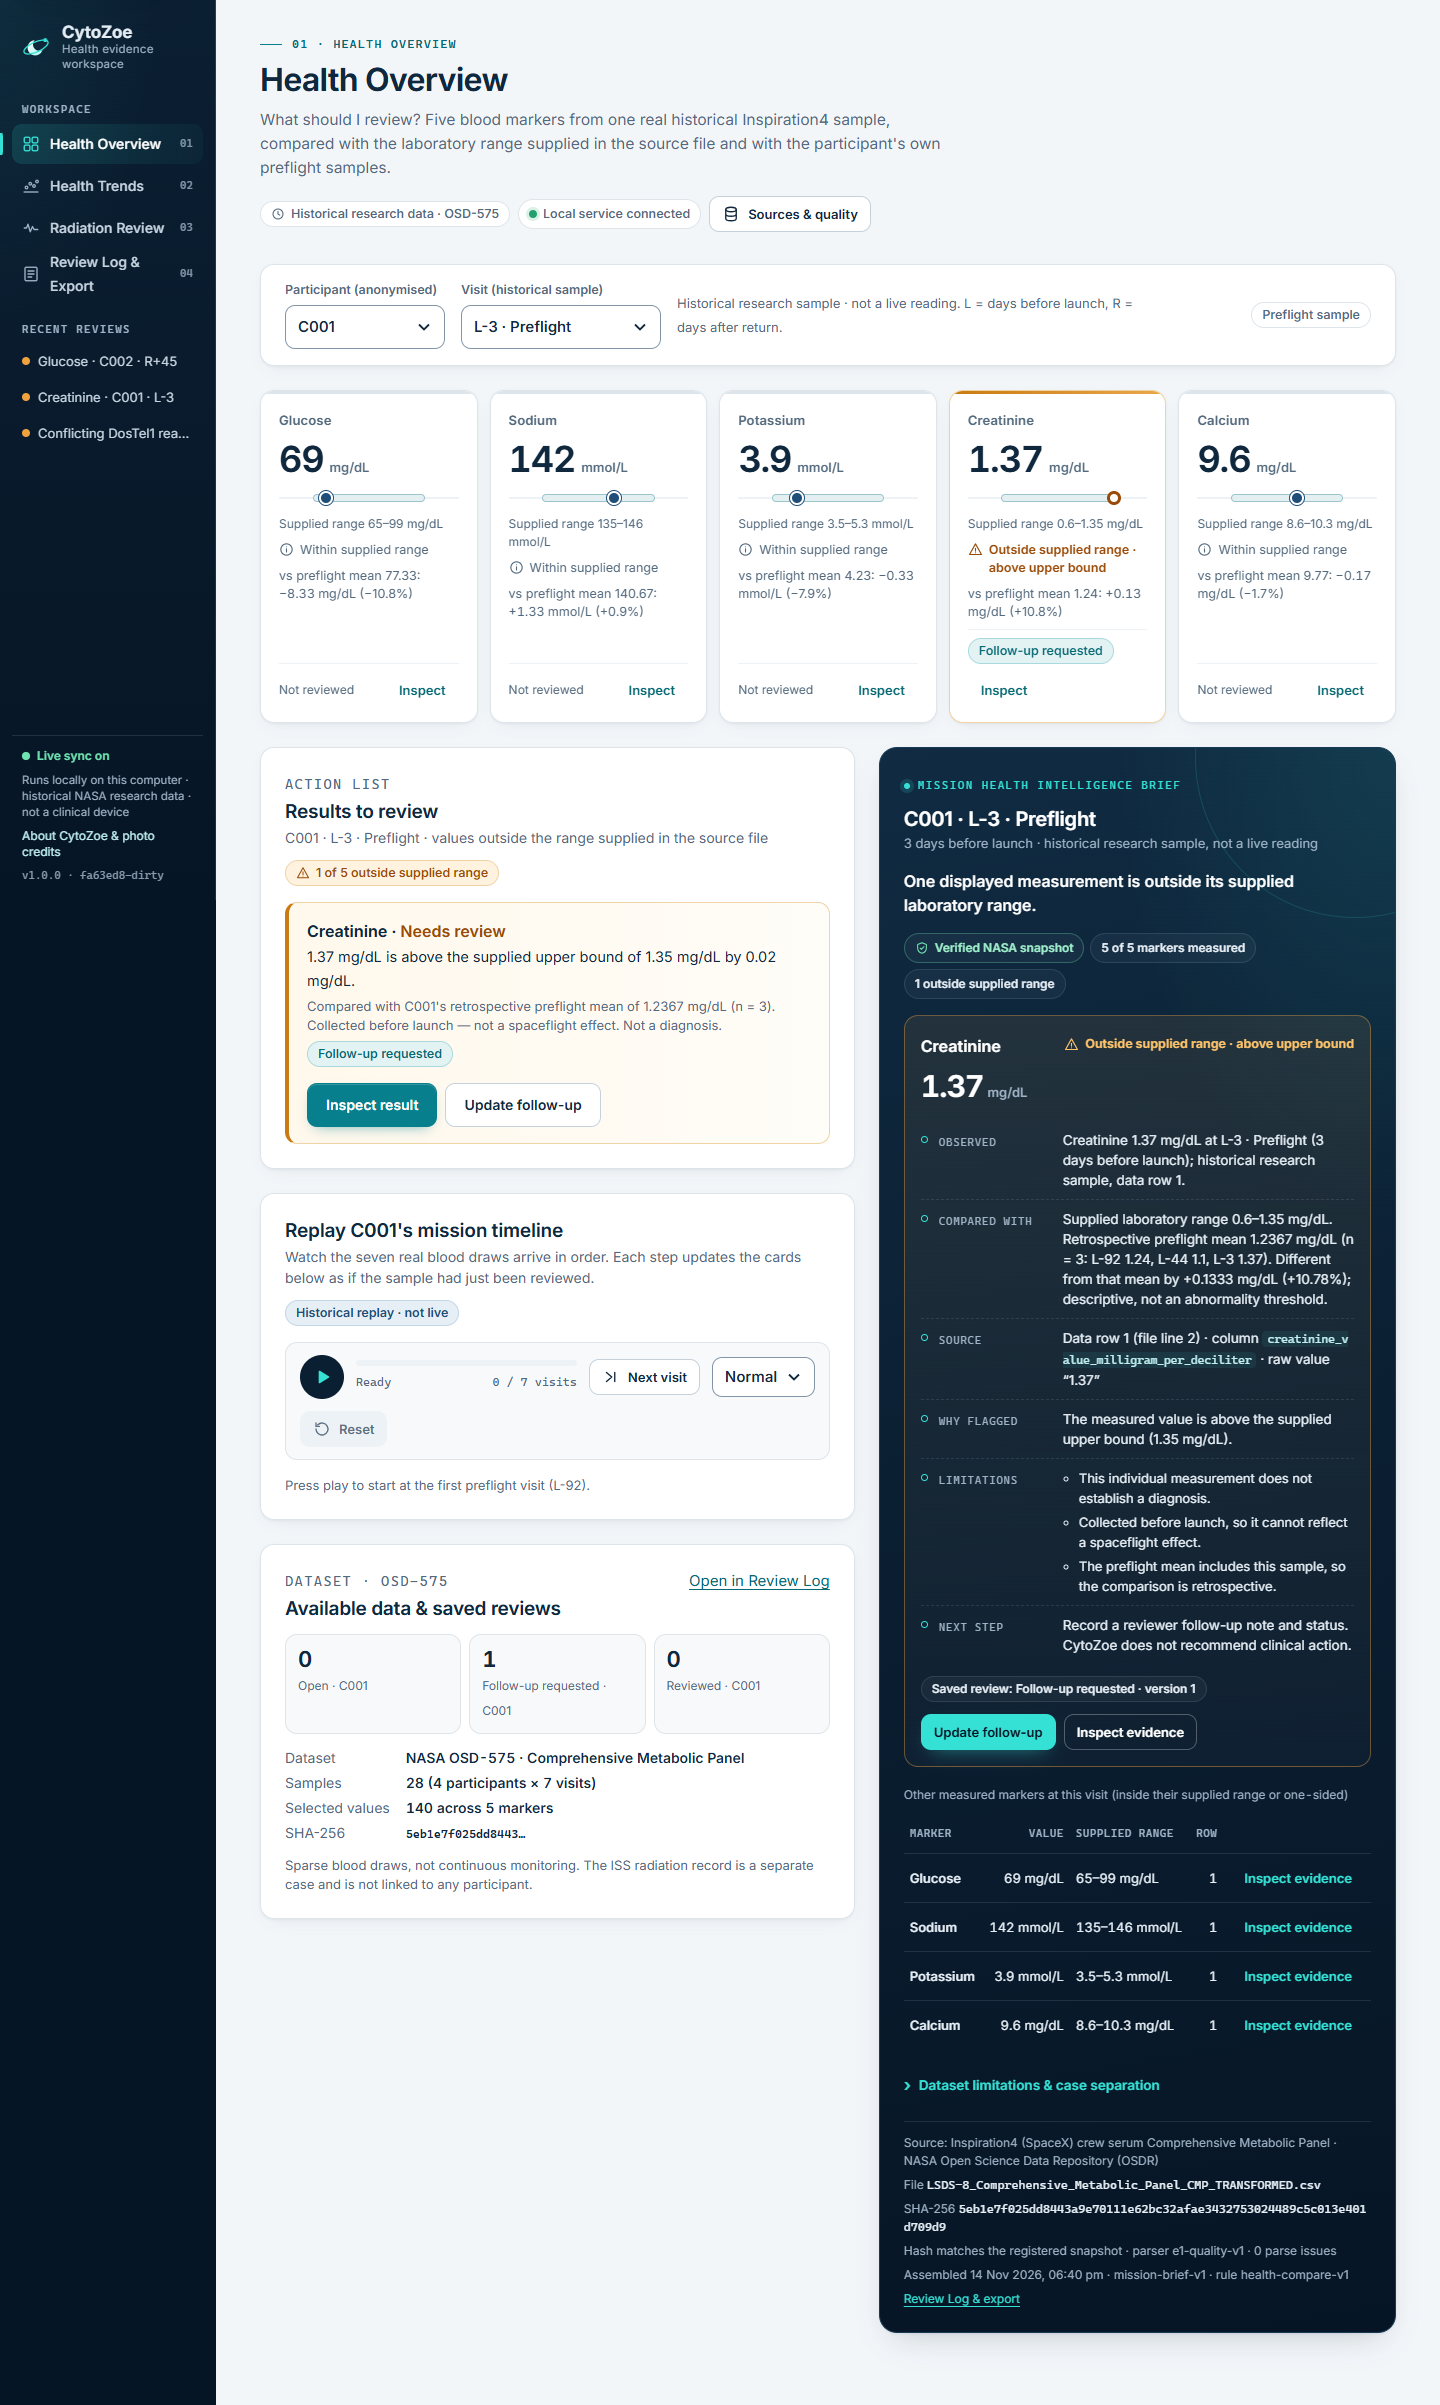 CytoZoe
Health evidence
workspace
WORKSPACE
Health Overview 01
Health Trends 02
Radiation Review 03
Review Log &
Export
04
RECENT REVIEWS
Glucose · C002 · R+45
Creatinine · C001 · L-3
Conflicting DosTel1 rea...
Live sync on
Runs locally on this computer ·
historical NASA research data ·
not a clinical device
About CytoZoe & photo
credits
v1.0.0 · fa63ed8-dirty
01 · HEALTH OVERVIEW
Health Overview
What should I review? Five blood markers from one real historical Inspiration4 sample,
compared with the laboratory range supplied in the source file and with the participant's own
preflight samples.
Historical research data · OSD-575
Local service connected
Sources & quality
Participant (anonymised)
C001
Visit (historical sample)
L-3 · Preflight
Historical research sample · not a live reading. L = days before launch, R =
days after return.
Preflight sample
Glucose
69 mg/dL
Supplied range 65–99 mg/dL
Within supplied range
vs preflight mean 77.33:
−8.33 mg/dL (−10.8%)
Not reviewed
Inspect
Sodium
142 mmol/L
Supplied range 135–146
mmol/L
Within supplied range
vs preflight mean 140.67:
+1.33 mmol/L (+0.9%)
Not reviewed
Inspect
Potassium
3.9 mmol/L
Supplied range 3.5–5.3 mmol/L
Within supplied range
vs preflight mean 4.23: −0.33
mmol/L (−7.9%)
Not reviewed
Inspect
Creatinine
1.37 mg/dL
Supplied range 0.6–1.35 mg/dL
Outside supplied range ·
above upper bound
vs preflight mean 1.24: +0.13
mg/dL (+10.8%)
Follow-up requested
Inspect
Calcium
9.6 mg/dL
Supplied range 8.6–10.3 mg/dL
Within supplied range
vs preflight mean 9.77: −0.17
mg/dL (−1.7%)
Not reviewed
Inspect
ACTION LIST
Results to review
C001 · L-3 · Preflight · values outside the range supplied in the source file
1 of 5 outside supplied range
Creatinine · Needs review
1.37 mg/dL is above the supplied upper bound of 1.35 mg/dL by 0.02
mg/dL.
Compared with C001's retrospective preflight mean of 1.2367 mg/dL (n = 3).
Collected before launch — not a spaceflight effect. Not a diagnosis.
Follow-up requested
Inspect result
Update follow-up
Replay C001's mission timeline
Watch the seven real blood draws arrive in order. Each step updates the cards
below as if the sample had just been reviewed.
Historical replay · not live
Ready
0 / 7 visits
Next visit
Normal
Reset
Press play to start at the first preflight visit (L-92).
DATASET · OSD-575
Open in Review Log
Available data & saved reviews
0
Open · C001
1
Follow-up requested ·
C001
0
Reviewed · C001
Dataset NASA OSD-575 · Comprehensive Metabolic Panel
Samples 28 (4 participants × 7 visits)
Selected values 140 across 5 markers
SHA-256 5eb1e7f025dd8443…
Sparse blood draws, not continuous monitoring. The ISS radiation record is a separate
case and is not linked to any participant.
MISSION HEALTH INTELLIGENCE BRIEF
C001 · L-3 · Preflight
3 days before launch · historical research sample, not a live reading
One displayed measurement is outside its supplied
laboratory range.
Verified NASA snapshot
5 of 5 markers measured
1 outside supplied range
Creatinine
Outside supplied range · above upper bound
1.37 mg/dL
OBSERVED
Creatinine 1.37 mg/dL at L-3 · Preflight (3
days before launch); historical research
sample, data row 1.
COMPARED WITH
Supplied laboratory range 0.6–1.35 mg/dL.
Retrospective preflight mean 1.2367 mg/dL (n
= 3: L-92 1.24, L-44 1.1, L-3 1.37). Different
from that mean by +0.1333 mg/dL (+10.78%);
descriptive, not an abnormality threshold.
SOURCE
Data row 1 (file line 2) · column creatinine_v
alue_milligram_per_deciliter · raw value
“1.37”
WHY FLAGGED
The measured value is above the supplied
upper bound (1.35 mg/dL).
LIMITATIONS
This individual measurement does not
establish a diagnosis.
Collected before launch, so it cannot reflect
a spaceflight effect.
The preflight mean includes this sample, so
the comparison is retrospective.
NEXT STEP
Record a reviewer follow-up note and status.
CytoZoe does not recommend clinical action.
Saved review: Follow-up requested · version 1
Update follow-up
Inspect evidence
Other measured markers at this visit (inside their supplied range or one-sided)
MARKER VALUE SUPPLIED RANGE ROW
Glucose 69 mg/dL 65–99 mg/dL 1 Inspect evidence
Sodium 142 mmol/L 135–146 mmol/L 1 Inspect evidence
Potassium 3.9 mmol/L 3.5–5.3 mmol/L 1 Inspect evidence
Calcium 9.6 mg/dL 8.6–10.3 mg/dL 1 Inspect evidence
Dataset limitations & case separation
Source: Inspiration4 (SpaceX) crew serum Comprehensive Metabolic Panel ·
NASA Open Science Data Repository (OSDR)
File LSDS-8_Comprehensive_Metabolic_Panel_CMP_TRANSFORMED.csv
SHA-256 5eb1e7f025dd8443a9e70111e62bc32afae3432753024489c5c013e401
d709d9
Hash matches the registered snapshot · parser e1-quality-v1 · 0 parse issues
Assembled 14 Nov 2026, 06:40 pm · mission-brief-v1 · rule health-compare-v1
Review Log & export